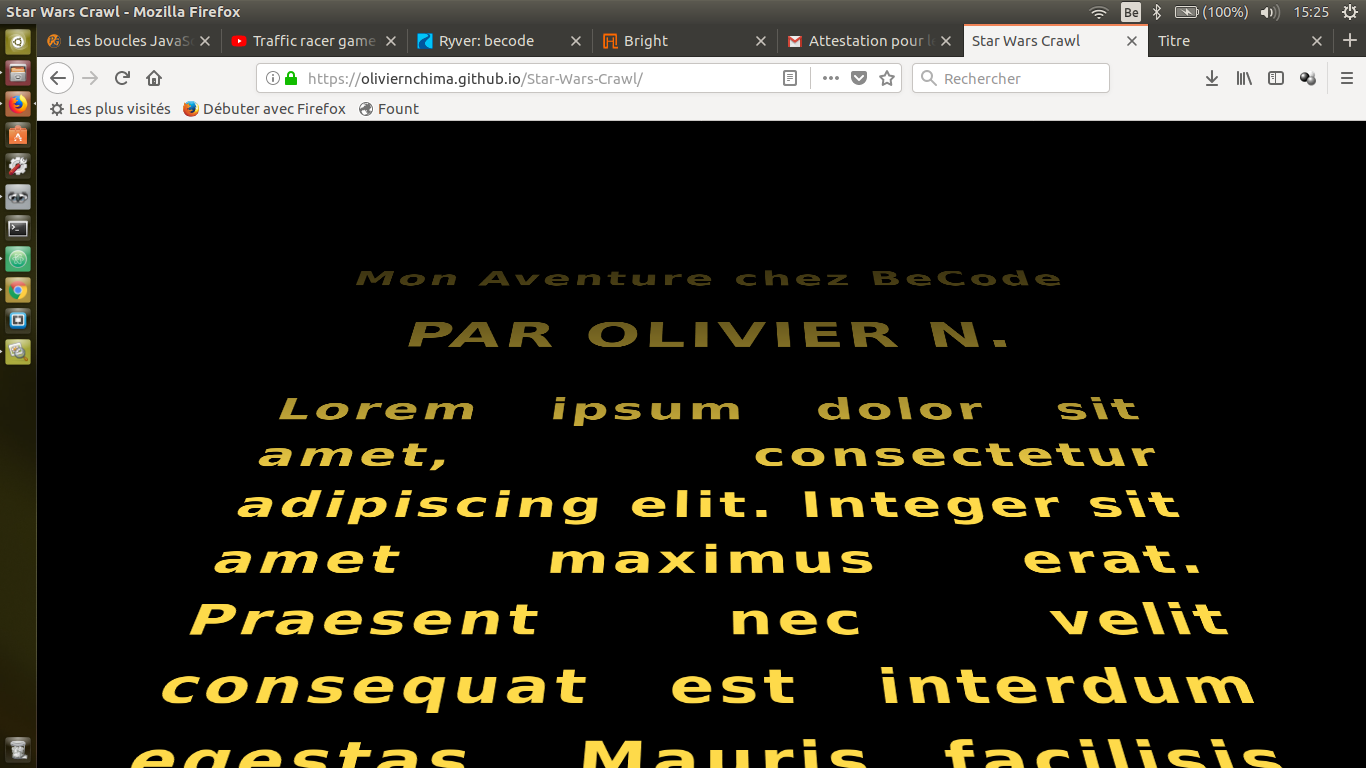 Star Wars Crawl - Mozilla Firefox
Be (100%) 15:25
Les boucles JavaS
Traffic racer game
Ryver: becode
Bright
Attestation pour l
Star Wars Crawl
Titre
https://oliviernchima.github.io/Star-Wars-Crawl/
Rechercher
Les plus visités
Débuter avec Firefox
Fount
Mon Aventure chez BeCode
PAR OLIVIER N.
Lorem ipsum dolor sit
amet, consectetur
adipiscing elit. Integer sit
amet maximus erat.
Praesent nec velit
consequat est interdum
egestas Mauris facilisis